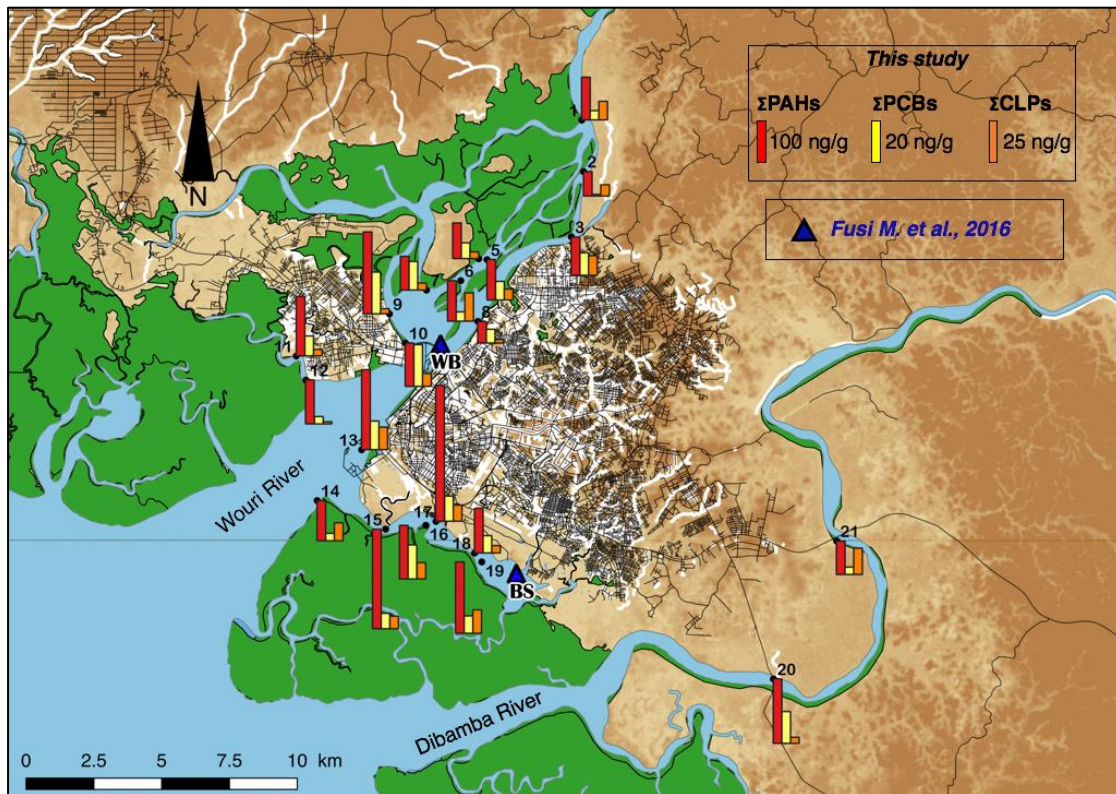 This study
ΣPAHs ΣPCBs ΣCLPs
100 ng/g 20 ng/g 25 ng/g
Fusi M. et al., 2016
N
1
2
3
5
6
8
9
10
WB
1
12
13
Wouri River
14
15
17
16
18
19
BS
21
20
Dibamba River
0 2.5 5 7.5 10 km